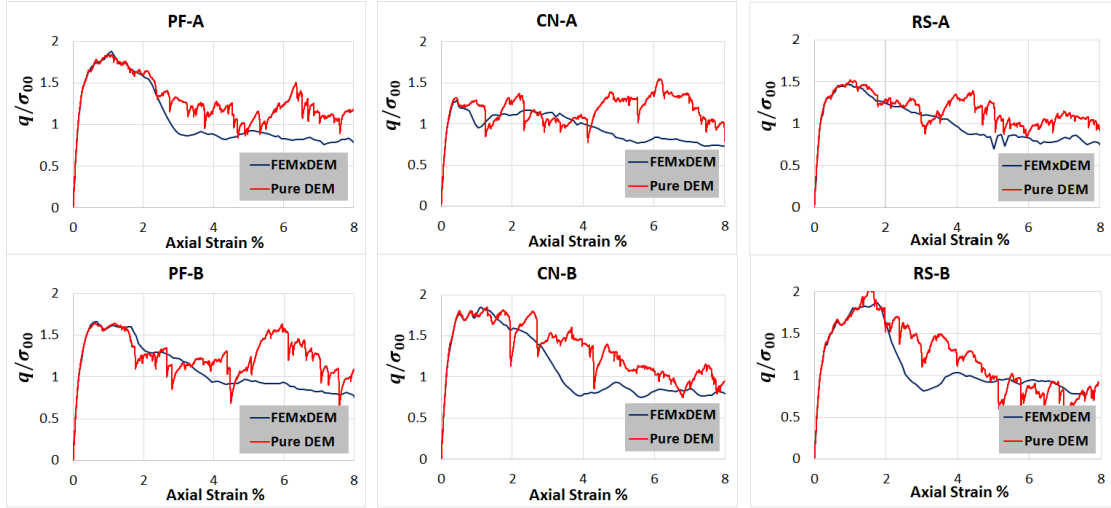 PF-A
q/σ00
2
1.5
1
0.5
0
FEMxDEM
Pure DEM
0 2 4 6 8
Axial Strain %
CN-A
q/σ00
2
1.5
1
0.5
0
FEMxDEM
Pure DEM
0 2 4 6 8
Axial Strain %
RS-A
q/σ00
2
1.5
1
0.5
0
FEMxDEM
Pure DEM
0 2 4 6 8
Axial Strain %
PF-B
q/σ00
2
1.5
1
0.5
0
FEMxDEM
Pure DEM
0 2 4 6 8
Axial Strain %
CN-B
q/σ00
2
1.5
1
0.5
0
FEMxDEM
Pure DEM
0 2 4 6 8
Axial Strain %
RS-B
q/σ00
2
1.5
1
0.5
0
FEMxDEM
Pure DEM
0 2 4 6 8
Axial Strain %